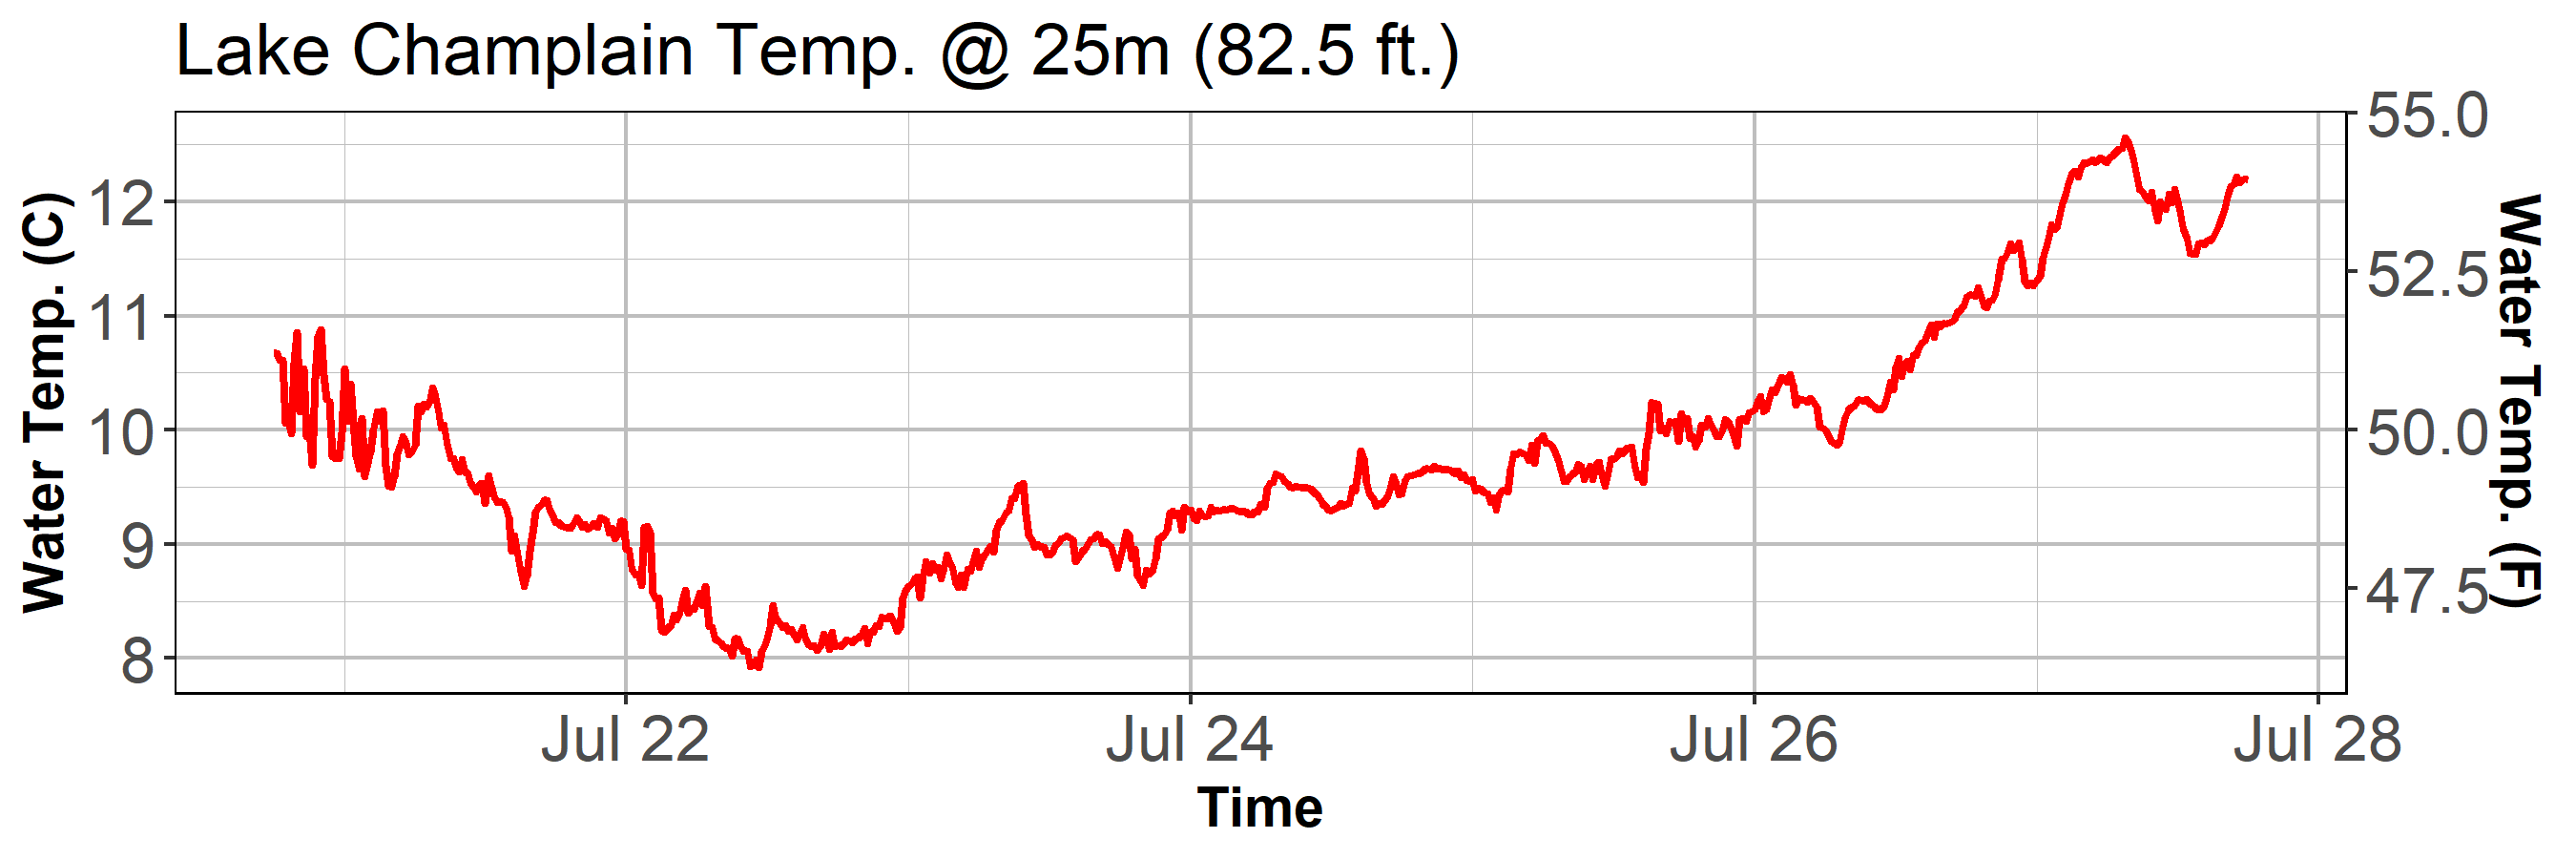 Lake Champlain Temp. @ 25m (82.5 ft.)
Water Temp. (C)
12
11
10
9
8
55.0
52.5
50.0
47.5
Water Temp. (F)
Jul 22 Jul 24 Jul 26 Jul 28
Time